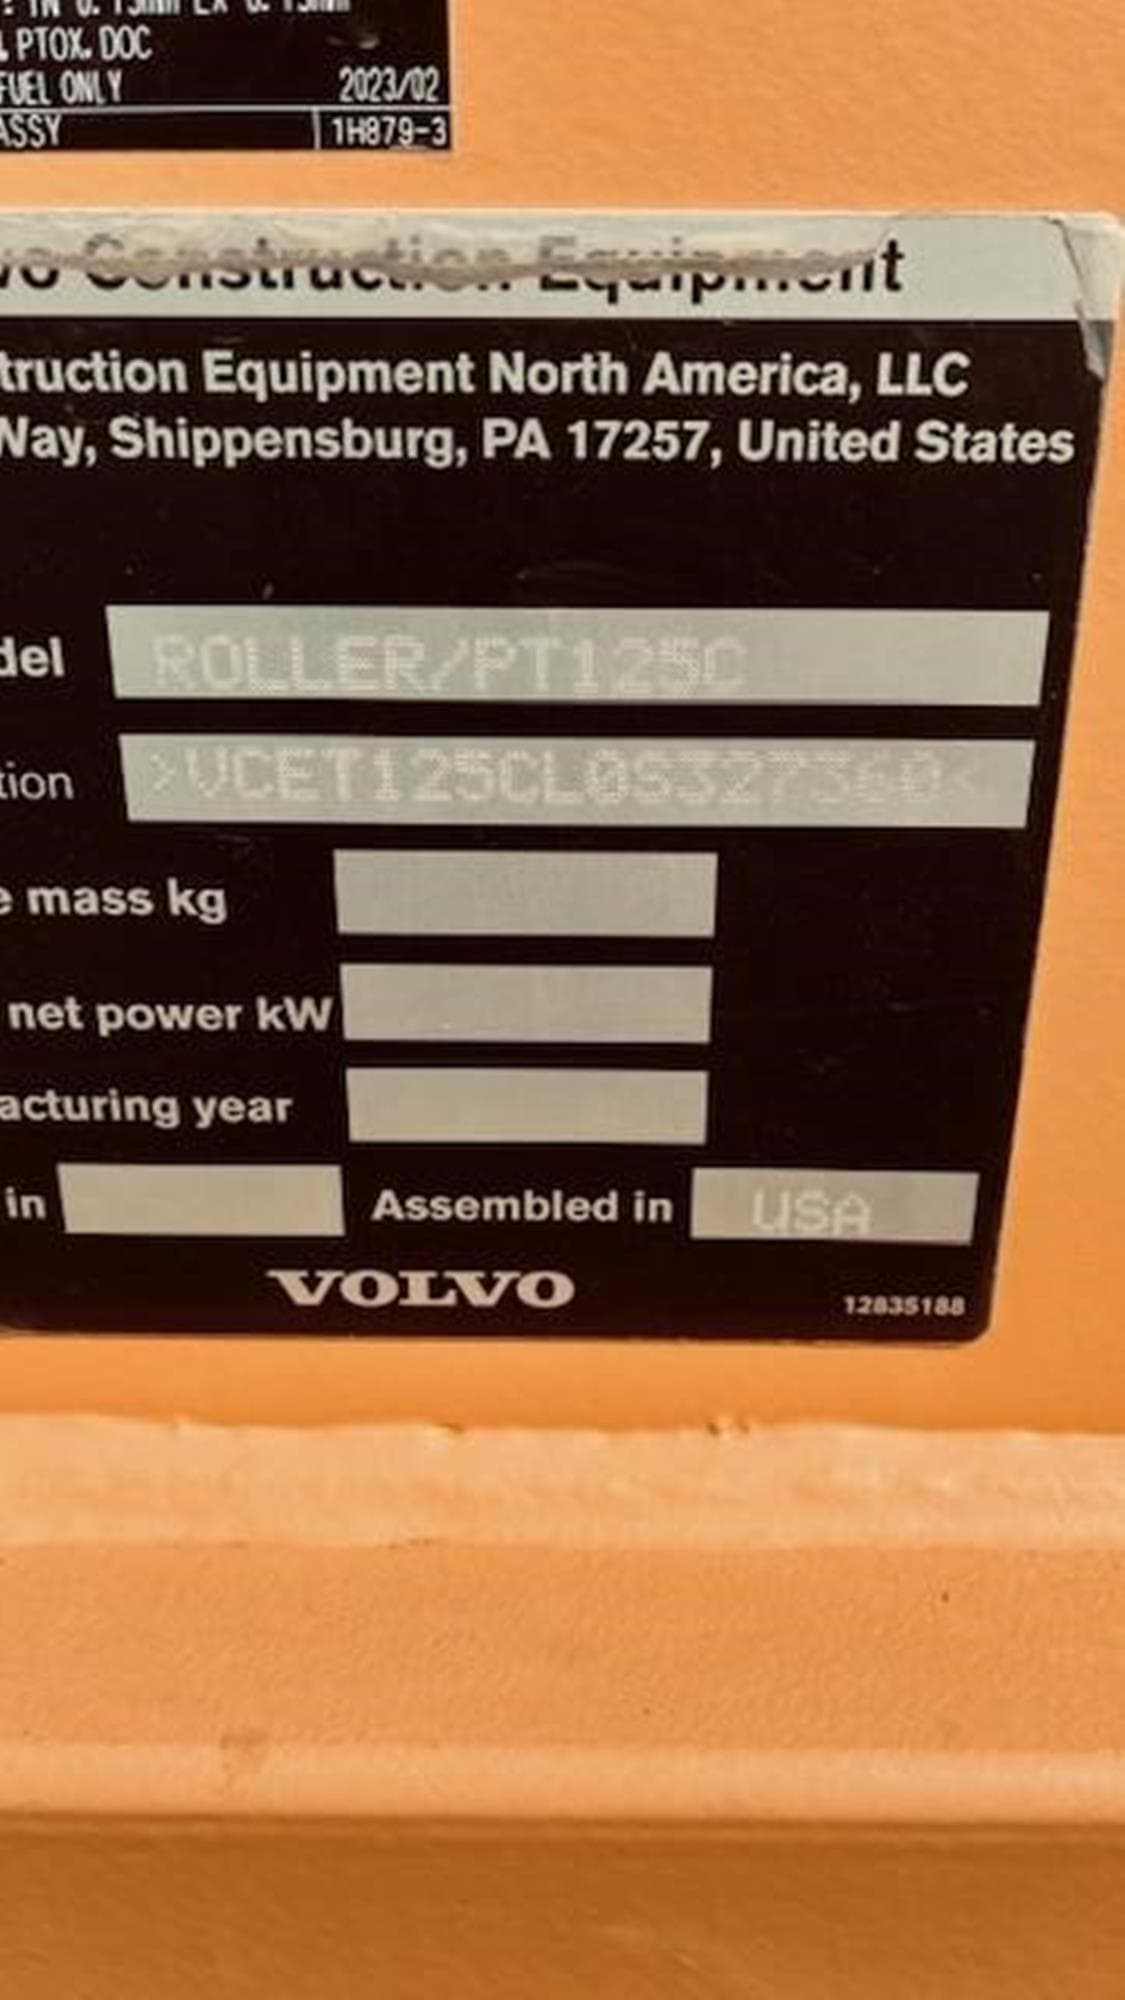 PTOX. DOC
FUEL ONLY 2023/02
ASSY 1H879-3
Construction Equipment
truction Equipment North America, LLC
Way, Shippensburg, PA 17257, United States
del ROLLER/PT125C
tion >VCET125CL0S327360<
e mass kg
net power kW
acturing year
in Assembled in USA
VOLVO
12835188